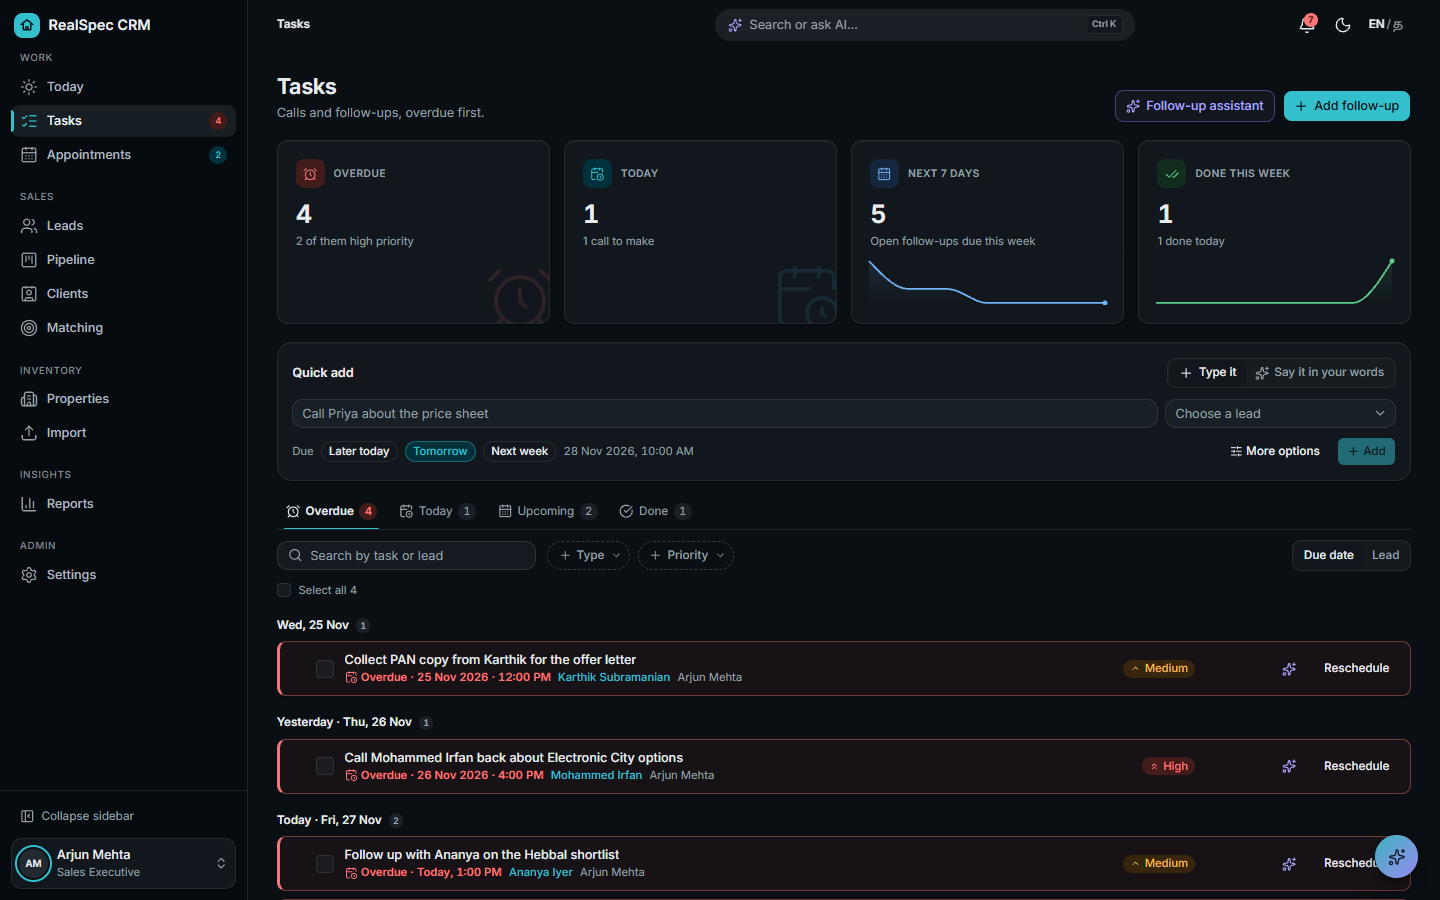 RealSpec CRM
WORK
Today
Tasks
4
Appointments
2
SALES
Leads
Pipeline
Clients
Matching
INVENTORY
Properties
Import
INSIGHTS
Reports
ADMIN
Settings
Collapse sidebar
AM
Arjun Mehta
Sales Executive
Tasks
Search or ask AI...
Ctrl K
7
EN / த
Tasks
Calls and follow-ups, overdue first.
Follow-up assistant
Add follow-up
OVERDUE
4
2 of them high priority
TODAY
1
1 call to make
NEXT 7 DAYS
5
Open follow-ups due this week
DONE THIS WEEK
1
1 done today
Quick add
Type it
Say it in your words
Call Priya about the price sheet
Choose a lead
Due
Later today
Tomorrow
Next week
28 Nov 2026, 10:00 AM
More options
Add
Overdue 4
Today 1
Upcoming 2
Done 1
Search by task or lead
Type
Priority
Due date
Lead
Select all 4
Wed, 25 Nov 1
Collect PAN copy from Karthik for the offer letter
Overdue · 25 Nov 2026 · 12:00 PM Karthik Subramanian Arjun Mehta
Medium
Reschedule
Yesterday · Thu, 26 Nov 1
Call Mohammed Irfan back about Electronic City options
Overdue · 26 Nov 2026 · 4:00 PM Mohammed Irfan Arjun Mehta
High
Reschedule
Today · Fri, 27 Nov 2
Follow up with Ananya on the Hebbal shortlist
Overdue · Today, 1:00 PM Ananya Iyer Arjun Mehta
Medium